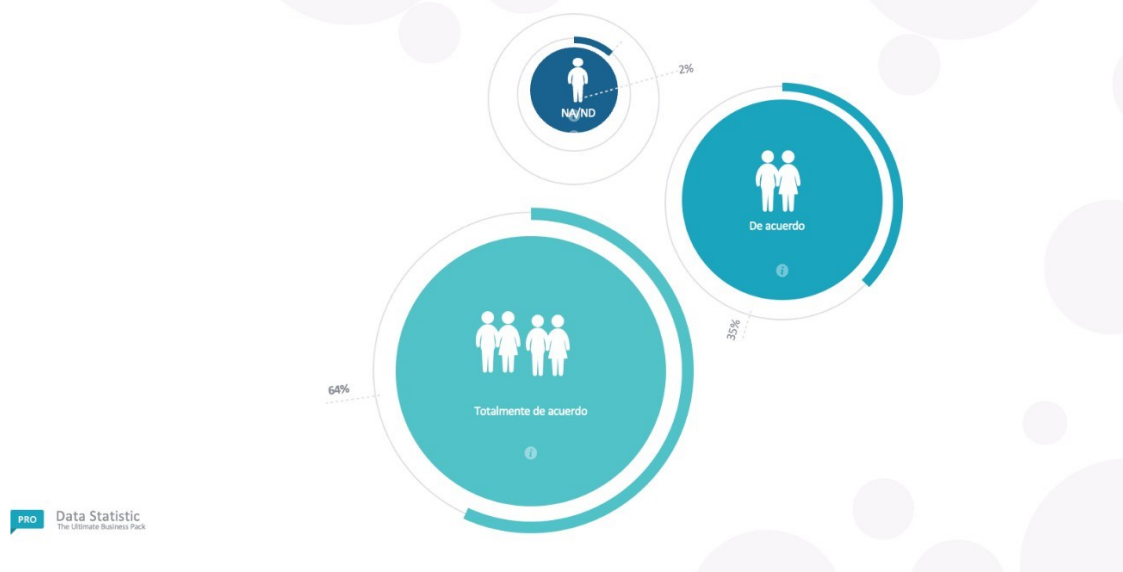 2%
NA/ND
De acuerdo
35%
64%
Totalmente de acuerdo
PRO
Data Statistic
The Ultimate Business Pack